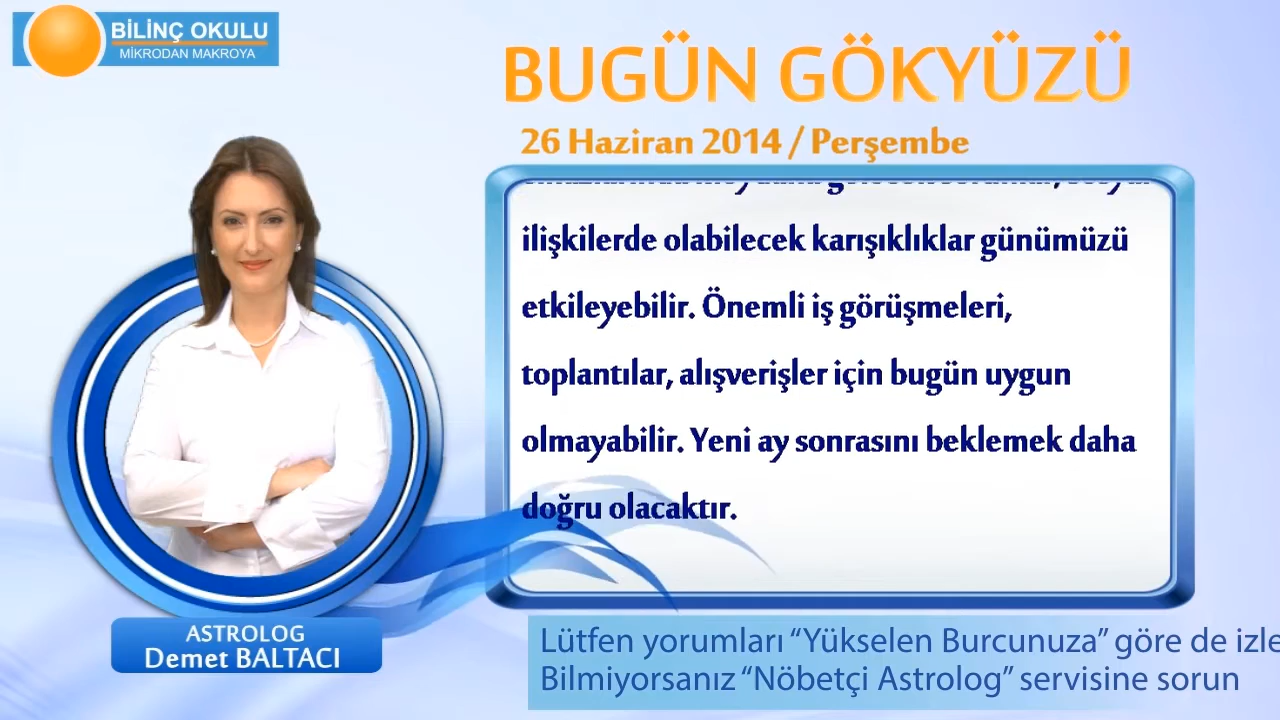 BİLİNÇ OKULU
MİKRODAN MAKROYA
BUGÜN GÖKYÜZÜ
26 Haziran 2014 / Perşembe
ilişkilerde olabilecek karışıklıklar günümüzü
etkileyebilir. Önemli iş görüşmeleri,
toplantılar, alışverişler için bugün uygun
olmayabilir. Yeni ay sonrasını beklemek daha
doğru olacaktır.
ASTROLOG
Demet BALTACI
Lütfen yorumları “Yükselen Burcunuza” göre de izle
Bilmiyorsanız “Nöbetçi Astrolog” servisine sorun